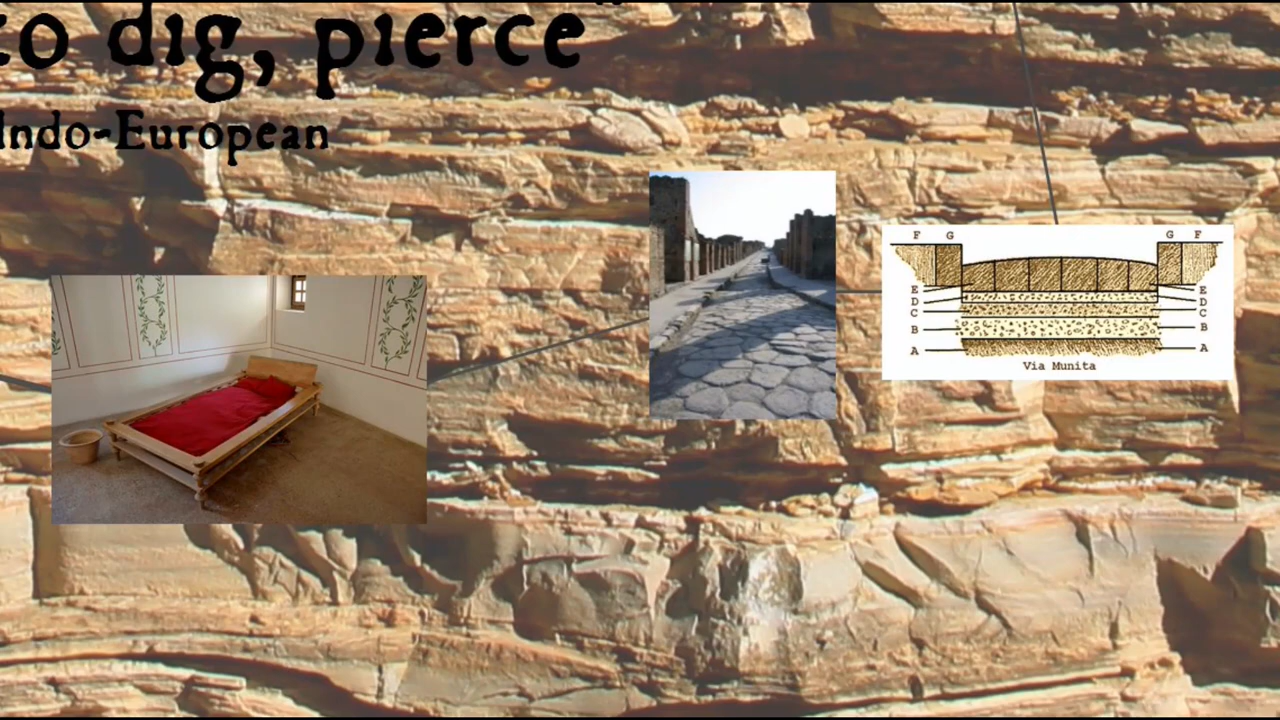 to dig, pierce"
Indo-European
F G G F
E E
D D
C C
B B
A A
Via Munita